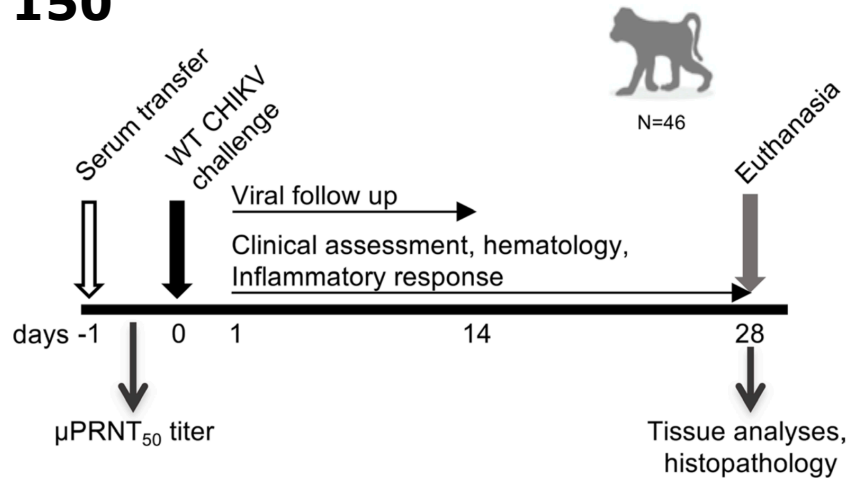 150
Serum transfer
WT CHIKV
challenge
N=46
Euthanasia
Viral follow up
Clinical assessment, hematology,
Inflammatory response
days -1 0 1 14 28
µPRNT50 titer
Tissue analyses,
histopathology